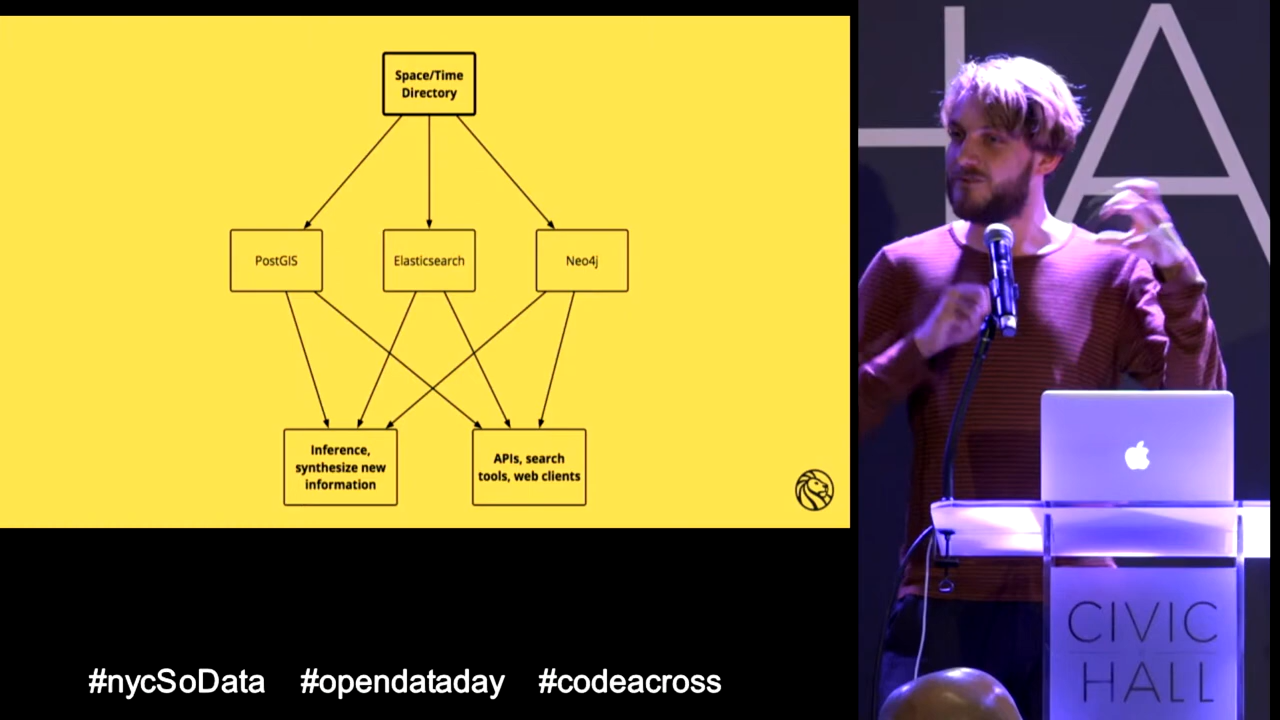 Space/Time
Directory
PostGIS
Elasticsearch
Neo4j
Inference,
synthesize new
information
APIs, search
tools, web clients
#nycSoData #opendataday #codeacross
HA
CIVIC
HALL